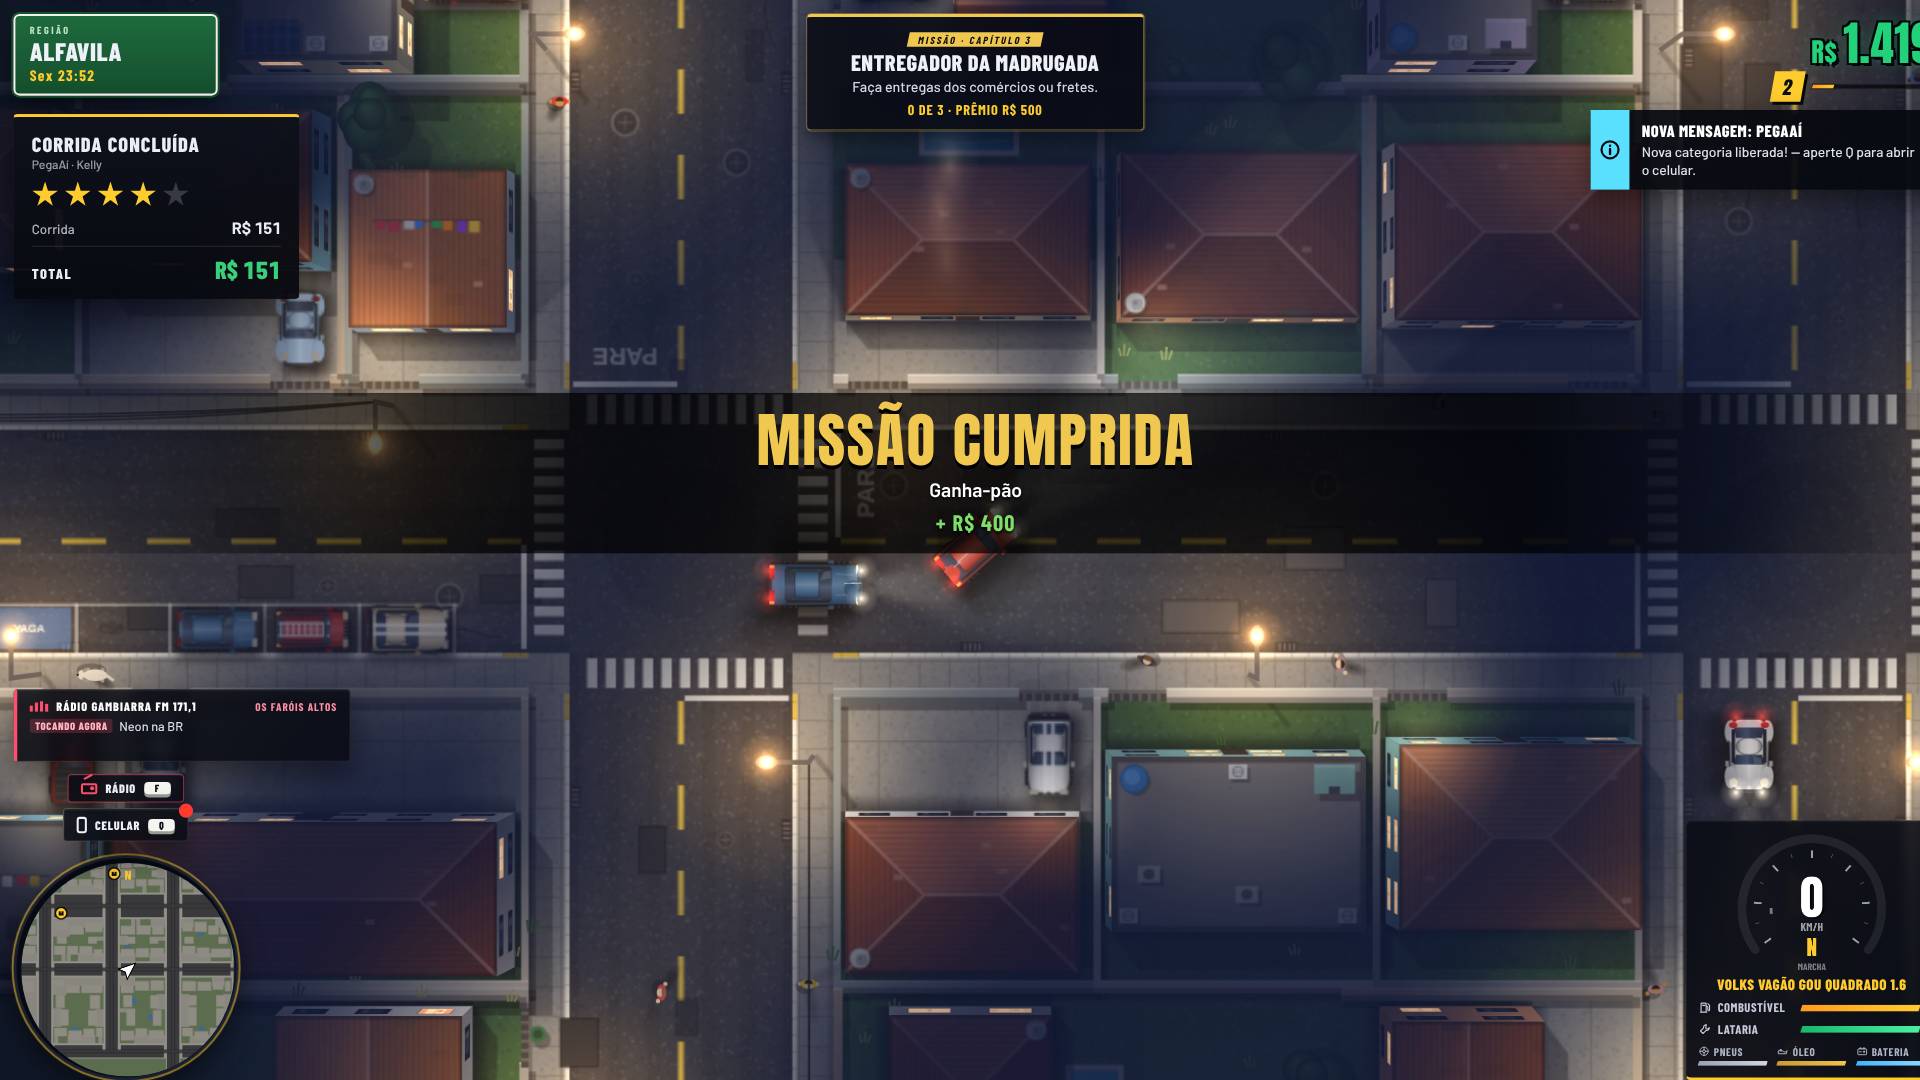 REGIÃO
ALFAVILA
Sex 23:52
MISSÃO · CAPÍTULO 3
ENTREGADOR DA MADRUGADA
Faça entregas dos comércios ou fretes.
0 DE 3 · PRÊMIO R$ 500
R$ 1.419
2
NOVA MENSAGEM: PEGAAÍ
Nova categoria liberada! — aperte Q para abrir
o celular.
CORRIDA CONCLUÍDA
PegaAí · Kelly
Corrida R$ 151
TOTAL R$ 151
PARE
MISSÃO CUMPRIDA
Ganha-pão
+ R$ 400
VAGA
RÁDIO GAMBIARRA FM 171,1 OS FARÓIS ALTOS
TOCANDO AGORA Neon na BR
RÁDIO F
CELULAR Q
N
0
KM/H
N
MARCHA
VOLKS VAGÃO GOU QUADRADO 1.6
COMBUSTÍVEL
LATARIA
PNEUS ÓLEO BATERIA